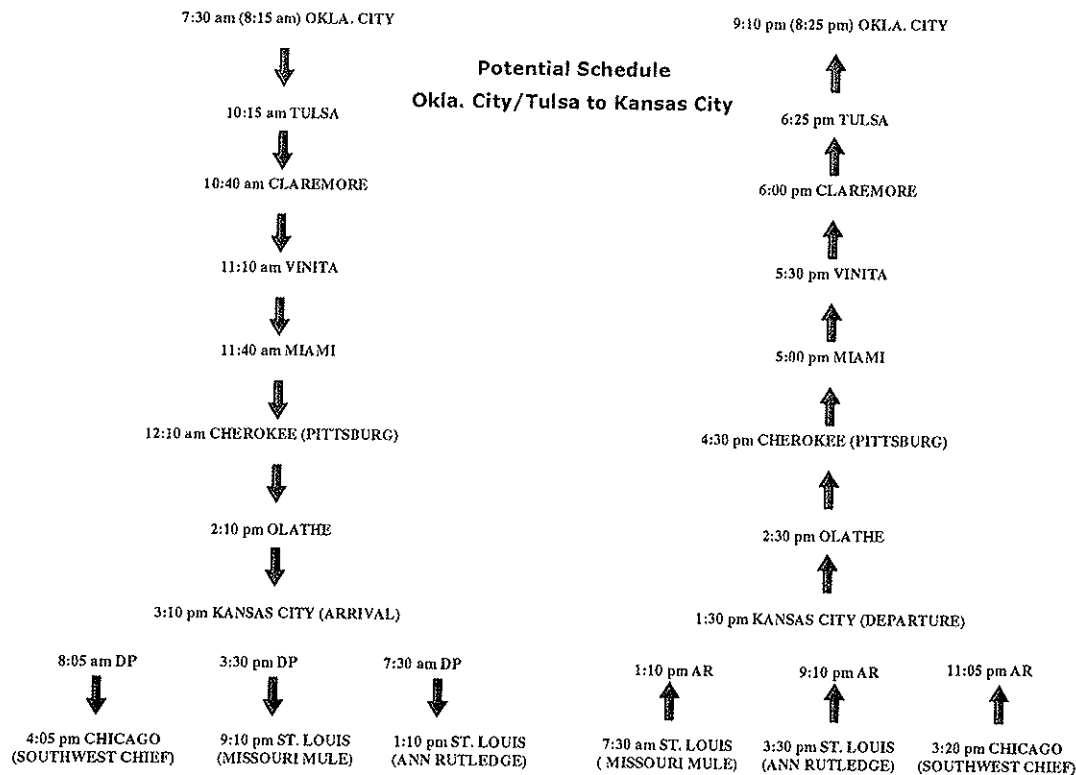 7:30 am (8:15 am) OKLA. CITY
10:15 am TULSA
10:40 am CLAREMORE
11:10 am VINITA
11:40 am MIAMI
12:10 am CHEROKEE (PITTSBURG)
2:10 pm OLATHE
3:10 pm KANSAS CITY (ARRIVAL)
8:05 am DP
4:05 pm CHICAGO
(SOUTHWEST CHIEF)
3:30 pm DP
9:10 pm ST. LOUIS
(MISSOURI MULE)
7:30 am DP
1:10 pm ST. LOUIS
(ANN RUTLEDGE)
Potential Schedule
Okla. City/Tulsa to Kansas City
9:10 pm (8:25 pm) OKLA. CITY
6:25 pm TULSA
6:00 pm CLAREMORE
5:30 pm VINITA
5:00 pm MIAMI
4:30 pm CHEROKEE (PITTSBURG)
2:30 pm OLATHE
1:30 pm KANSAS CITY (DEPARTURE)
1:10 pm AR
7:30 am ST. LOUIS
( MISSOURI MULE)
9:10 pm AR
3:30 pm ST. LOUIS
(ANN RUTLEDGE)
11:05 pm AR
3:20 pm CHICAGO
(SOUTHWEST CHIEF)